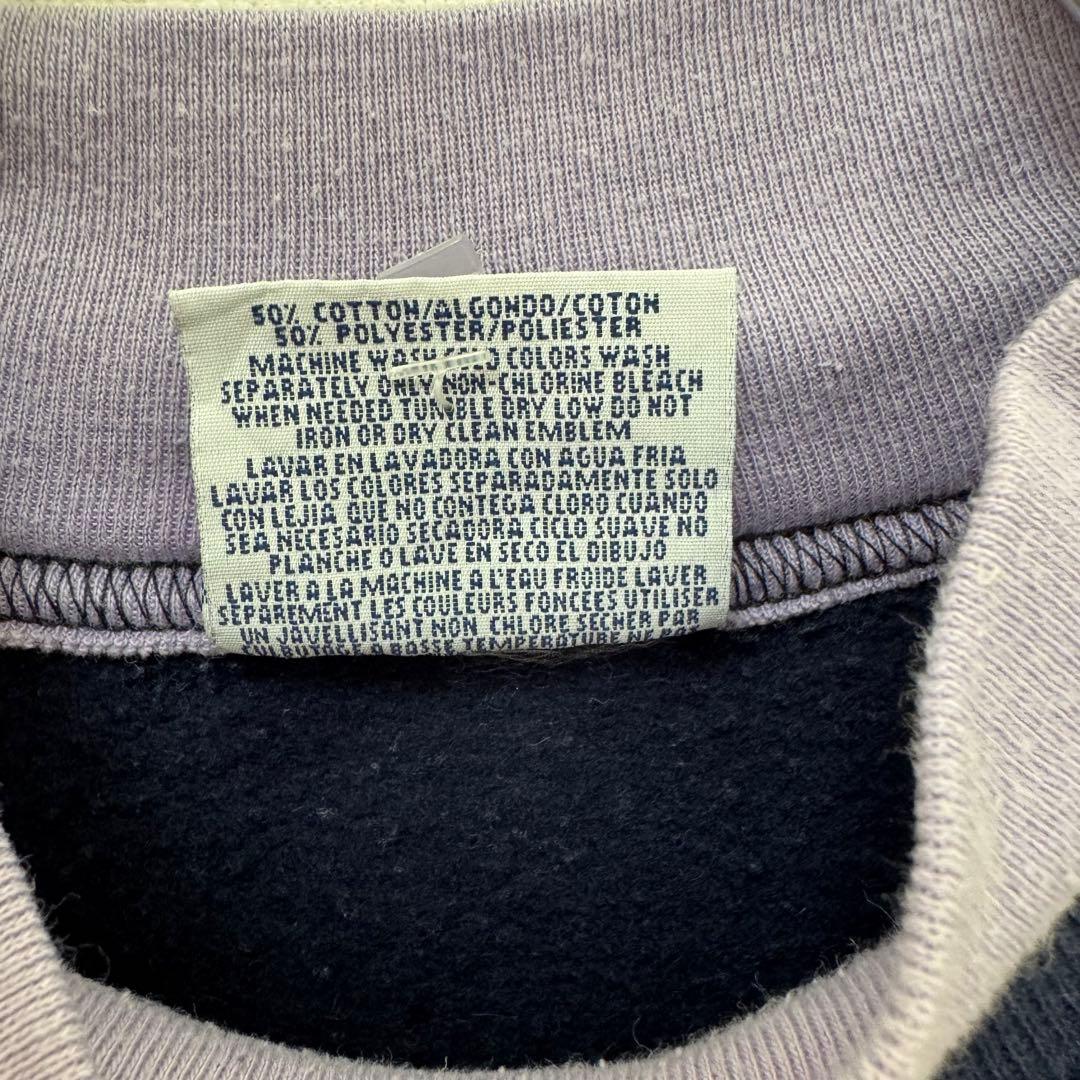 50% COTTON/ALGONDO/COTON
50% POLYESTER/POLIESTER
MACHINE WASH COLD COLORS WASH
SEPARATELY ONLY NON-CHLORINE BLEACH
WHEN NEEDED TUMBLE DRY LOW DO NOT
IRON OR DRY CLEAN EMBLEM
LAVAR EN LAVADORA CON AGUA FRIA
LAVAR LOS COLORES SEPARADAMENTE SOLO
CON LEJIA QUE NO CONTEGA CLORO CUANDO
SEA NECESARIO SECADORA CICLO SUAVE NO
PLANCHE O LAVE EN SECO EL DIBUJO
LAVER A LA MACHINE A L'EAU FROIDE LAVER
SEPAREMENT LES COULEURS FONCEES UTILISER
UN JAVELLISANT NON CHLORE SECHER PAR
A BASSE TEMPERATURE NE